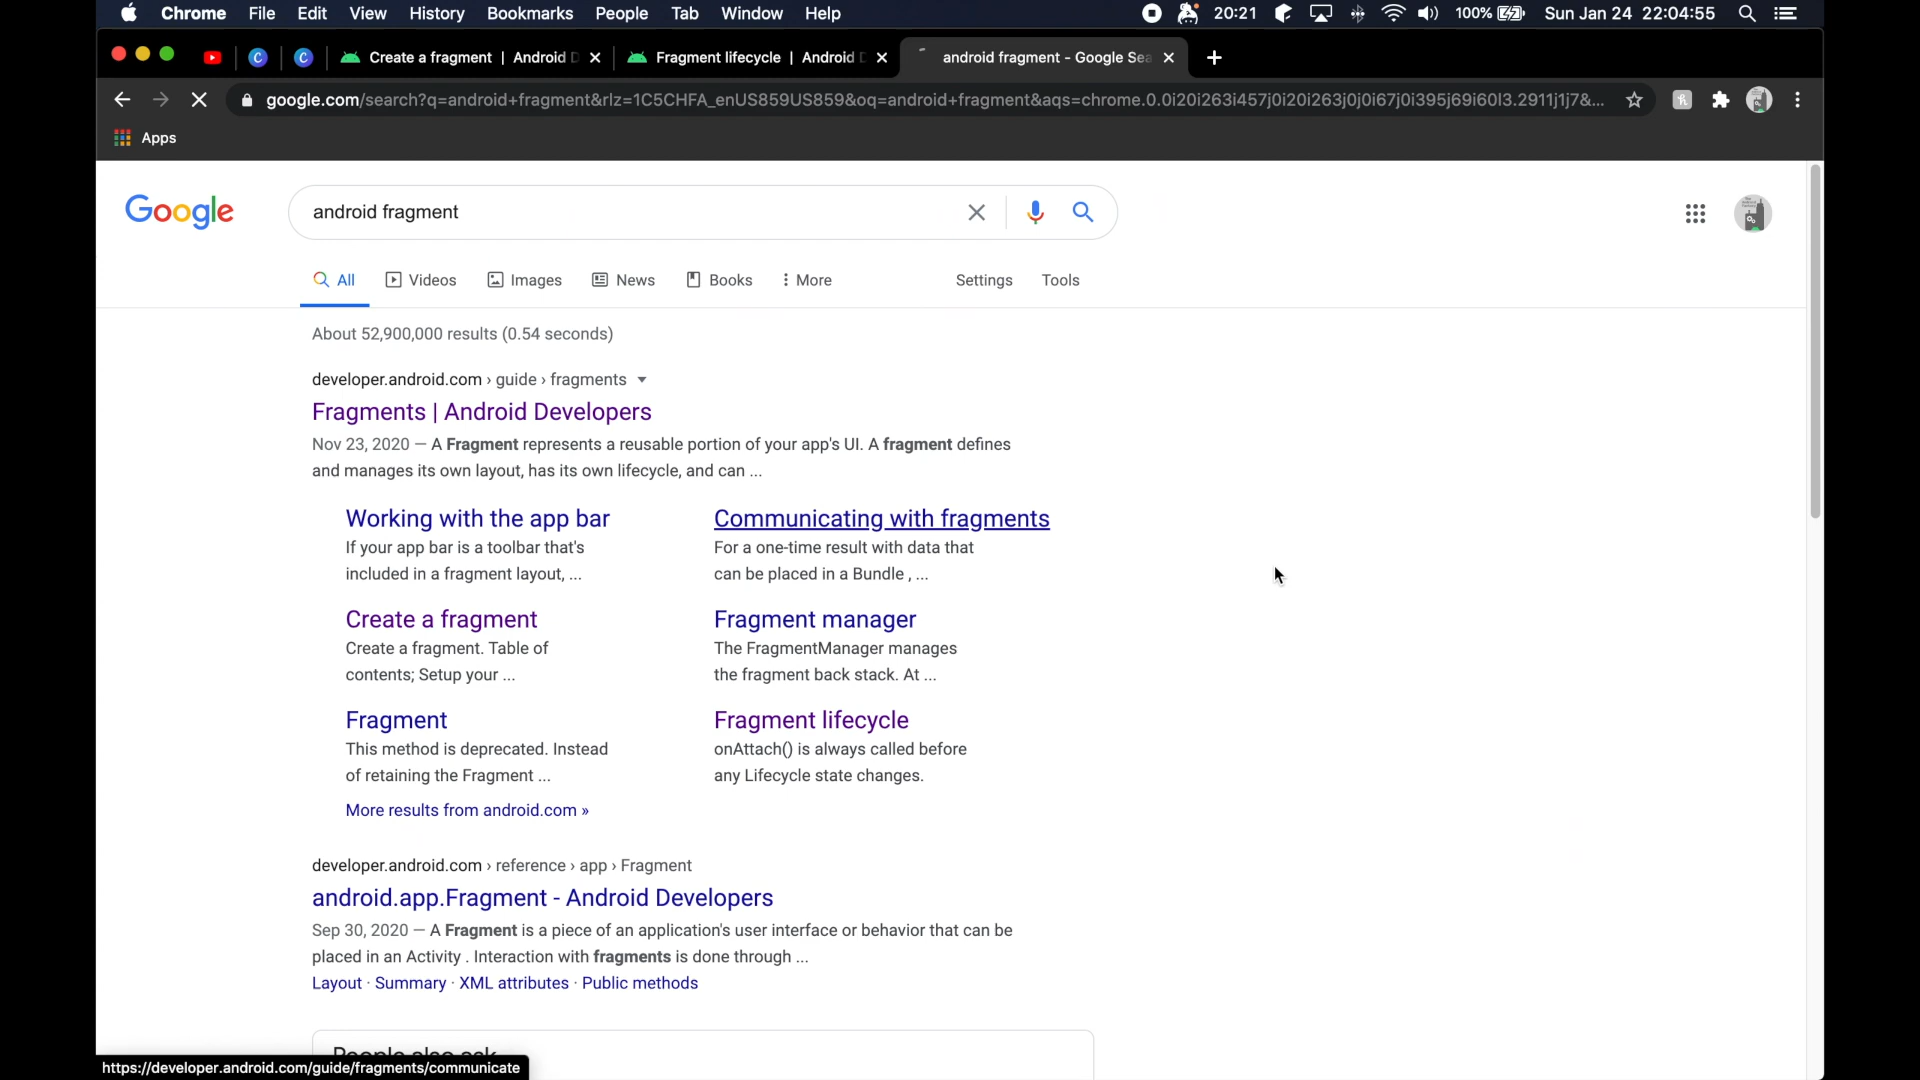 Chrome File Edit View History Bookmarks People Tab Window Help 20:21 100% Sun Jan 24 22:04:55
Create a fragment | Android Fragment lifecycle | Android android fragment - Google Sea
google.com/search?q=android+fragment&rlz=1C5CHFA_enUS859US859&oq=android+fragment&aqs=chrome.0.0i20i263i457j0i20i263j0j0i67j0i395j69i60l3.2911j1j7&...
Apps
Google android fragment
All Videos Images News Books More Settings Tools
About 52,900,000 results (0.54 seconds)
developer.android.com › guide › fragments
Fragments | Android Developers
Nov 23, 2020 — A Fragment represents a reusable portion of your app's UI. A fragment defines
and manages its own layout, has its own lifecycle, and can ...
Working with the app bar
If your app bar is a toolbar that's
included in a fragment layout, ...
Communicating with fragments
For a one-time result with data that
can be placed in a Bundle , ...
Create a fragment
Create a fragment. Table of
contents; Setup your ...
Fragment manager
The FragmentManager manages
the fragment back stack. At ...
Fragment
This method is deprecated. Instead
of retaining the Fragment ...
Fragment lifecycle
onAttach() is always called before
any Lifecycle state changes.
More results from android.com »
developer.android.com › reference › app › Fragment
android.app.Fragment - Android Developers
Sep 30, 2020 — A Fragment is a piece of an application's user interface or behavior that can be
placed in an Activity . Interaction with fragments is done through ...
Layout · Summary · XML attributes · Public methods
People also ask
https://developer.android.com/guide/fragments/communicate